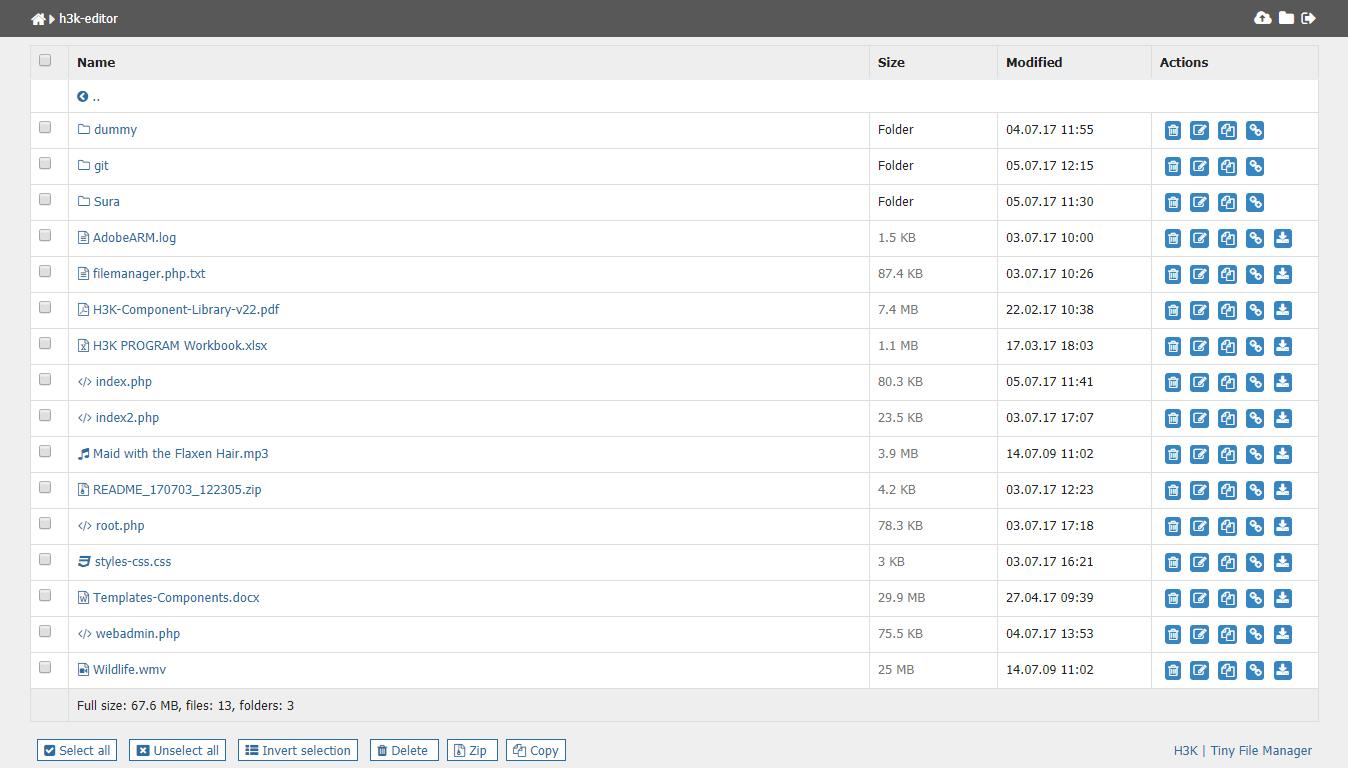 h3k-editor
Name Size Modified Actions
..
dummy Folder 04.07.17 11:55
git Folder 05.07.17 12:15
Sura Folder 05.07.17 11:30
AdobeARM.log 1.5 KB 03.07.17 10:00
filemanager.php.txt 87.4 KB 03.07.17 10:26
H3K-Component-Library-v22.pdf 7.4 MB 22.02.17 10:38
H3K PROGRAM Workbook.xlsx 1.1 MB 17.03.17 18:03
index.php 80.3 KB 05.07.17 11:41
index2.php 23.5 KB 03.07.17 17:07
Maid with the Flaxen Hair.mp3 3.9 MB 14.07.09 11:02
README_170703_122305.zip 4.2 KB 03.07.17 12:23
root.php 78.3 KB 03.07.17 17:18
styles-css.css 3 KB 03.07.17 16:21
Templates-Components.docx 29.9 MB 27.04.17 09:39
webadmin.php 75.5 KB 04.07.17 13:53
Wildlife.wmv 25 MB 14.07.09 11:02
Full size: 67.6 MB, files: 13, folders: 3
Select all Unselect all Invert selection Delete Zip Copy H3K | Tiny File Manager